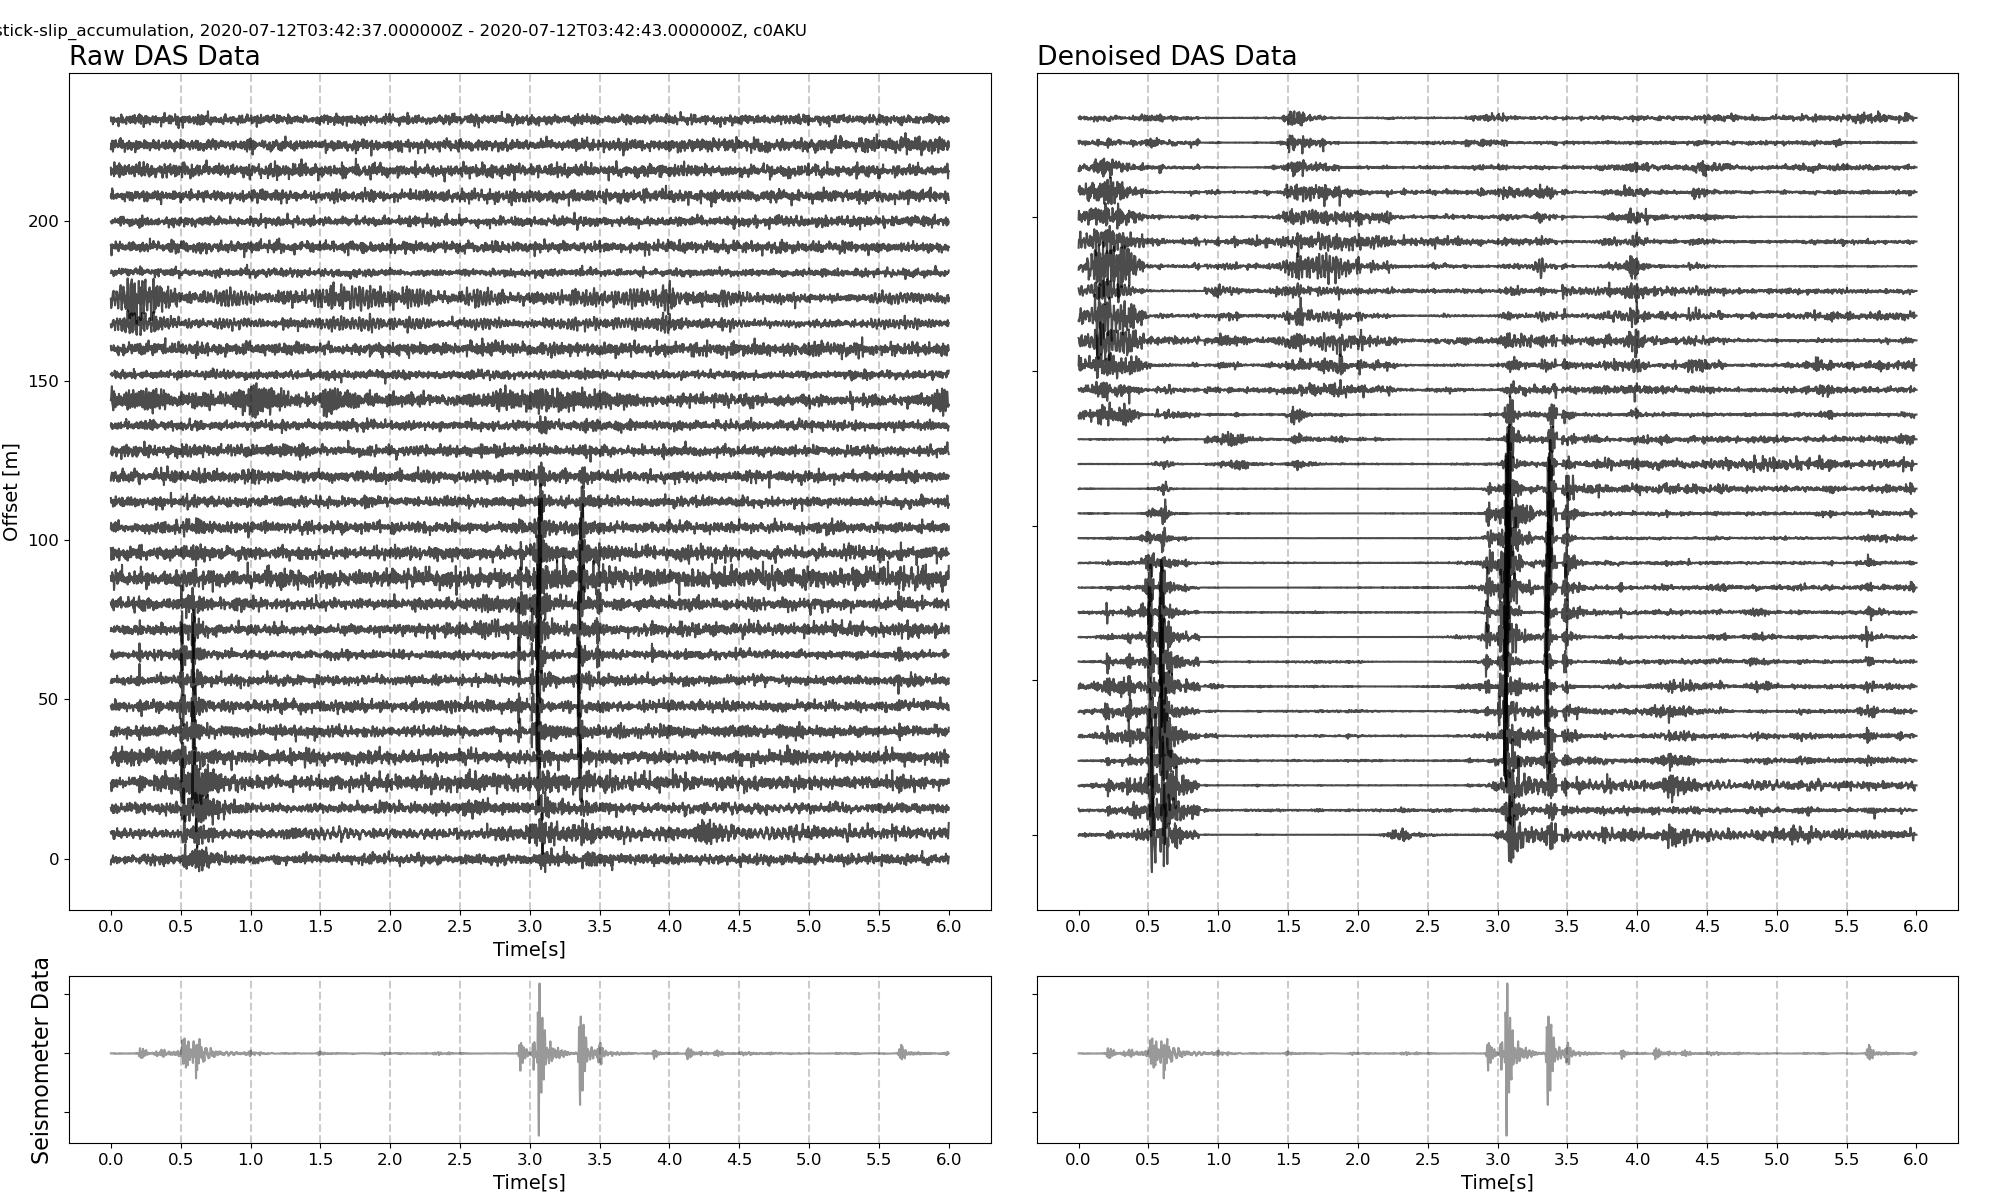 stick-slip_accumulation, 2020-07-12T03:42:37.000000Z - 2020-07-12T03:42:43.000000Z, c0AKU
Raw DAS Data
Denoised DAS Data
Offset [m]
200
150
100
50
0
0.0 0.5 1.0 1.5 2.0 2.5 3.0 3.5 4.0 4.5 5.0 5.5 6.0
Time[s]
0.0 0.5 1.0 1.5 2.0 2.5 3.0 3.5 4.0 4.5 5.0 5.5 6.0
Seismometer Data
0.0 0.5 1.0 1.5 2.0 2.5 3.0 3.5 4.0 4.5 5.0 5.5 6.0
Time[s]
0.0 0.5 1.0 1.5 2.0 2.5 3.0 3.5 4.0 4.5 5.0 5.5 6.0
Time[s]